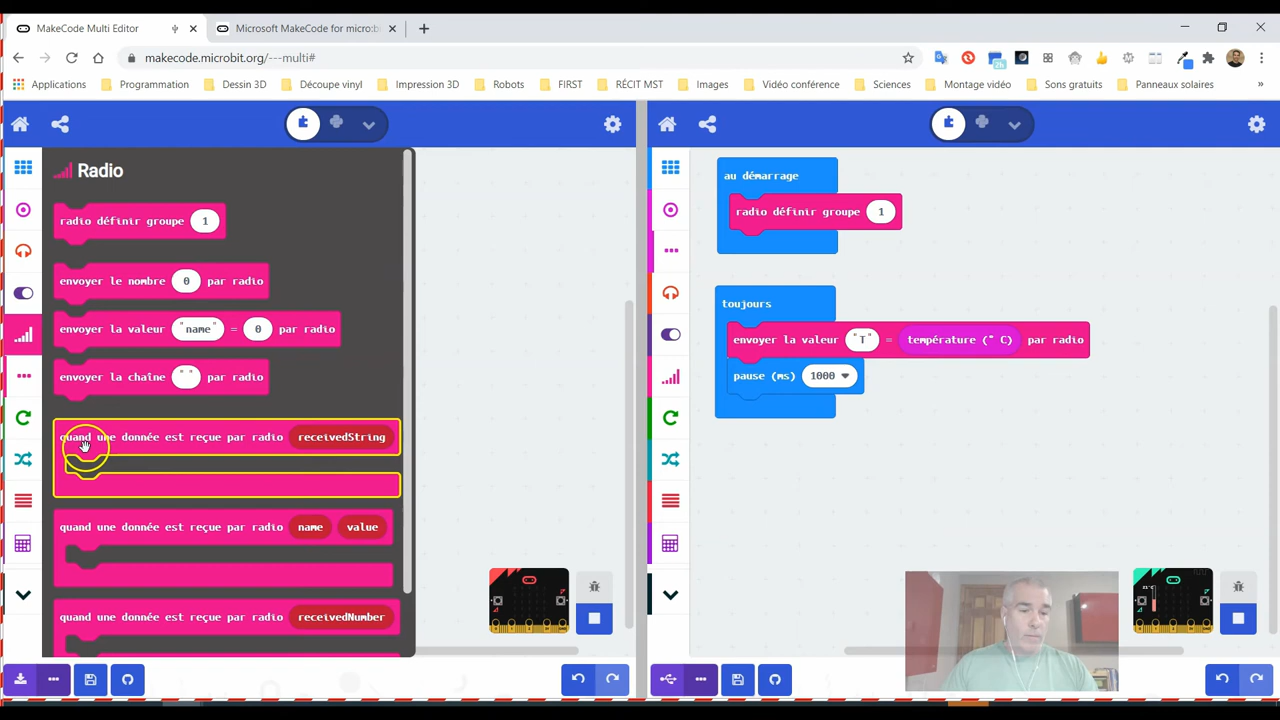 MakeCode Multi Editor
Microsoft MakeCode for micro:b
makecode.microbit.org/---multi#
2h
Applications Programmation Dessin 3D Découpe vinyl Impression 3D Robots FIRST RÉCIT MST Images Vidéo conférence Sciences Montage vidéo Sons gratuits Panneaux solaires »
Radio
radio définir groupe 1
envoyer le nombre 0 par radio
envoyer la valeur "name" = 0 par radio
envoyer la chaîne " " par radio
quand une donnée est reçue par radio receivedString
quand une donnée est reçue par radio name value
quand une donnée est reçue par radio receivedNumber
au démarrage
radio définir groupe 1
toujours
envoyer la valeur "T" = température (° C) par radio
pause (ms) 1000
21°C